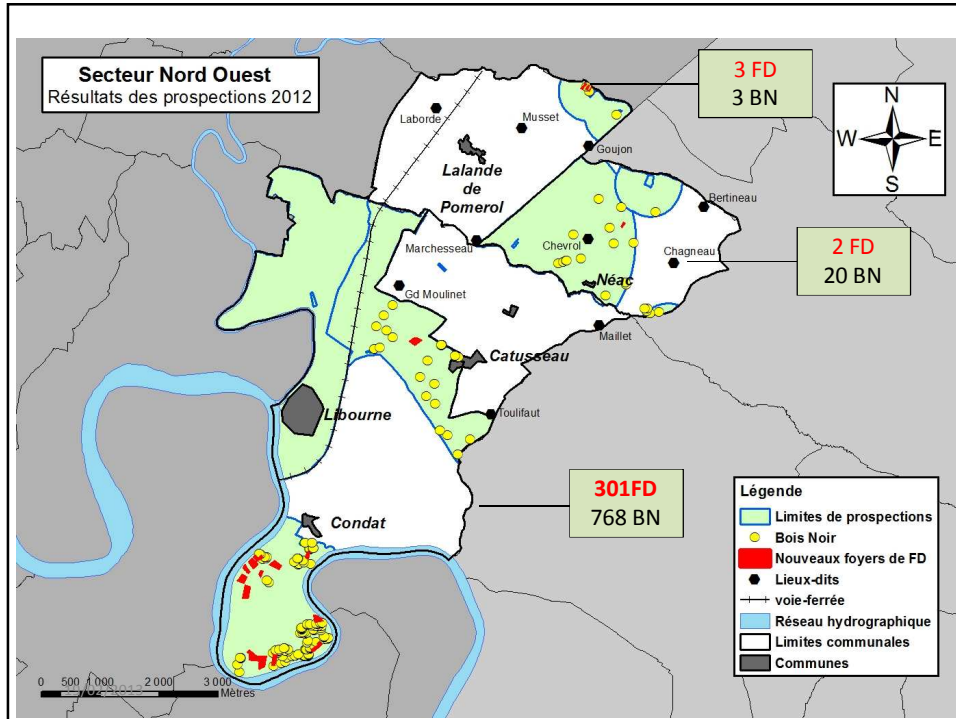 Secteur Nord Ouest
Résultats des prospections 2012
3 FD
3 BN
N
W E
S
Laborde
Musset
Goujon
Lalande
de
Pomerol
Bertineau
Marchesseau
Chevrol
Chagneau
2 FD
20 BN
Néac
Gd Moulinet
Maillet
Catusseau
Libourne
Toulifaut
301FD
768 BN
Condat
Légende
Limites de prospections
Bois Noir
Nouveaux foyers de FD
Lieux-dits
voie-ferrée
Réseau hydrographique
Limites communales
Communes
0 500 1 000 2 000 3 000
Mètres